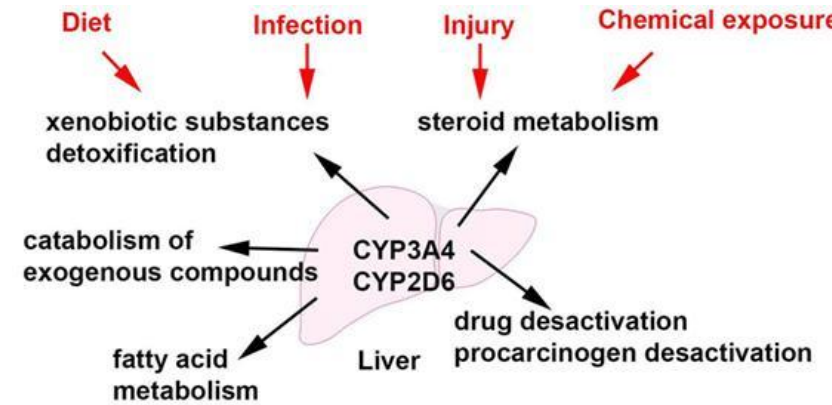 Diet
Infection
Injury
Chemical exposure
xenobiotic substances
detoxification
steroid metabolism
catabolism of
exogenous compounds
CYP3A4
CYP2D6
drug desactivation
procarcinogen desactivation
fatty acid
metabolism
Liver